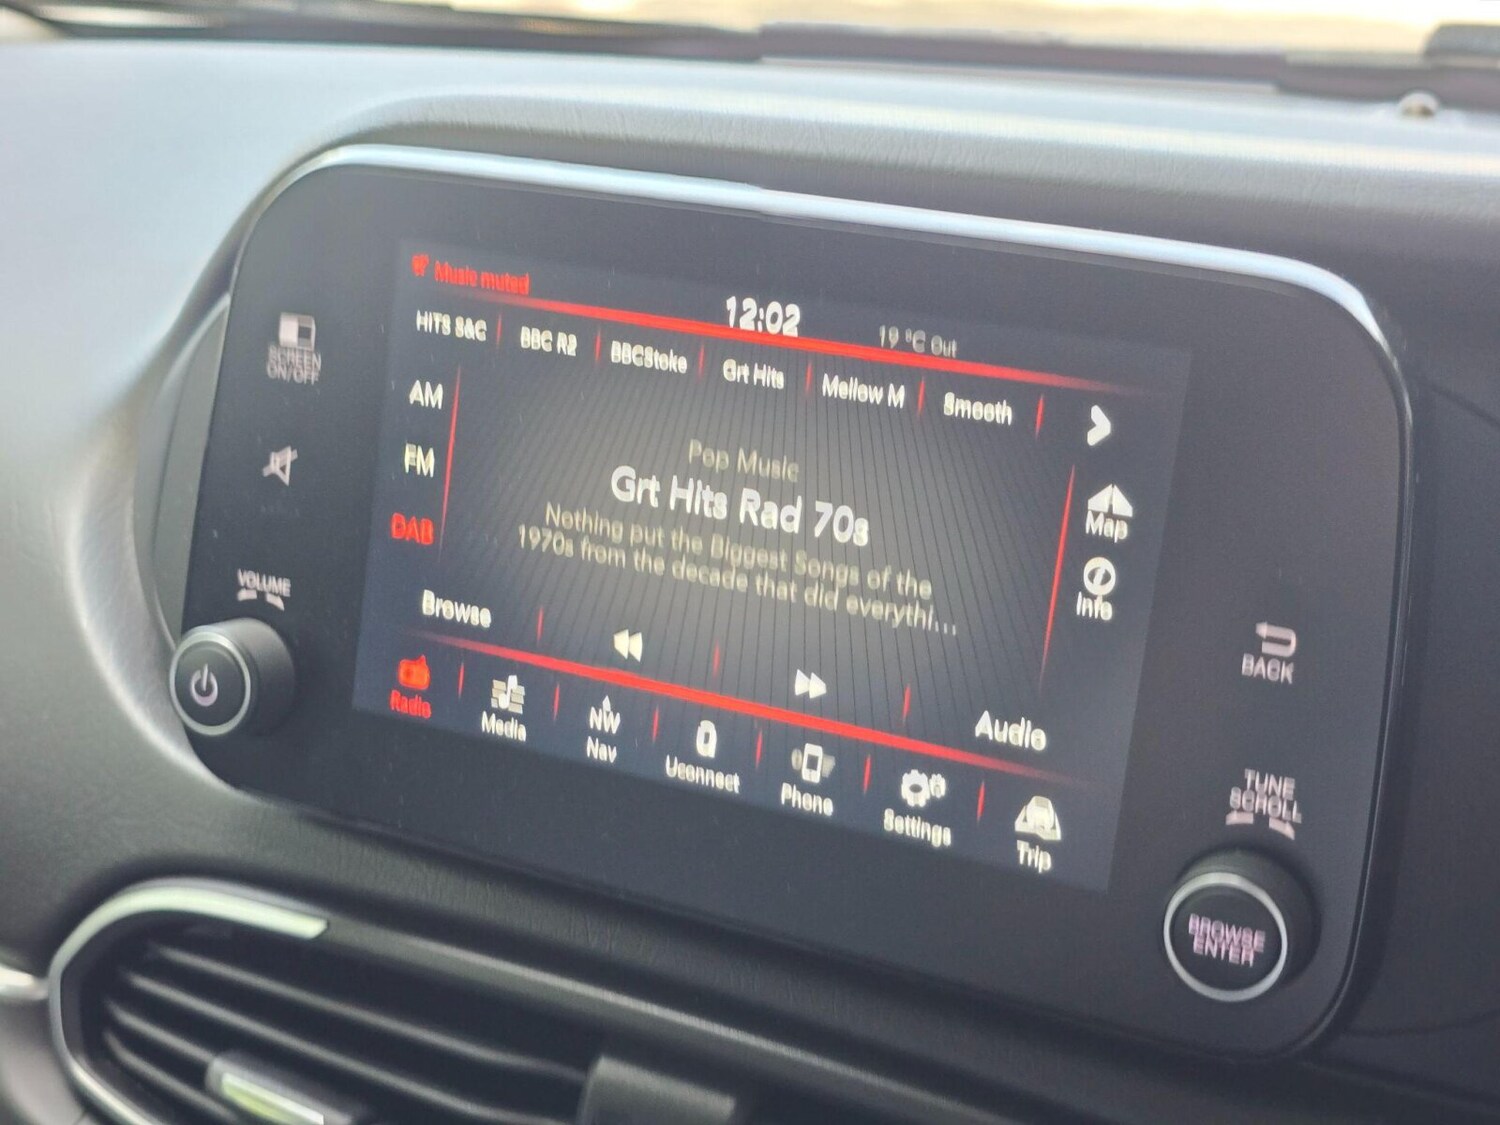 Music muted
12:02
19 °C Out
HITS S&C
BBC R2
BBCStoke
Grt Hits
Mellow M
Smooth
SCREEN
ON/OFF
AM
FM
DAB
Pop Music
Grt Hits Rad 70s
Nothing put the Biggest Songs of the
1970s from the decade that did everythi...
Map
Info
VOLUME
Browse
Audio
Radio
Media
NW
Nav
Uconnect
Phone
Settings
Trip
BACK
TUNE
SCROLL
BROWSE
ENTER